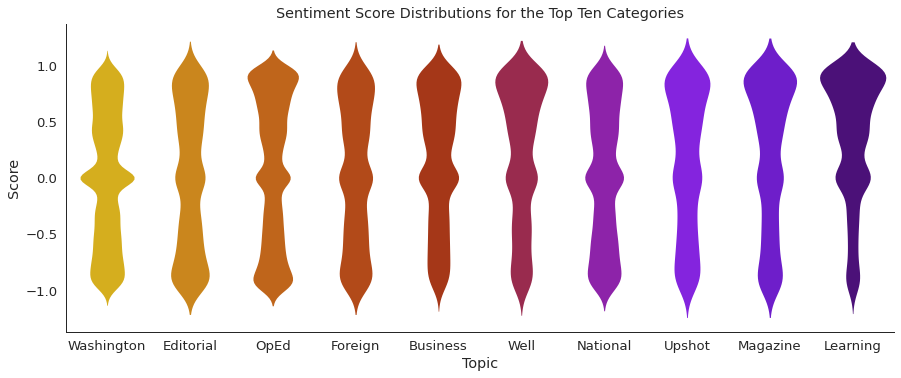 Sentiment Score Distributions for the Top Ten Categories
Score
1.0
0.5
0.0
−0.5
−1.0
Washington Editorial OpEd Foreign Business Well National Upshot Magazine Learning
Topic